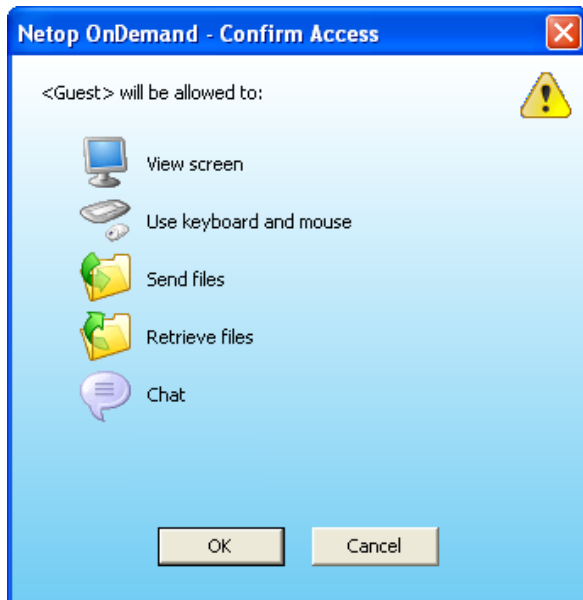 Netop OnDemand - Confirm Access
<Guest> will be allowed to:
View screen
Use keyboard and mouse
Send files
Retrieve files
Chat
OK
Cancel